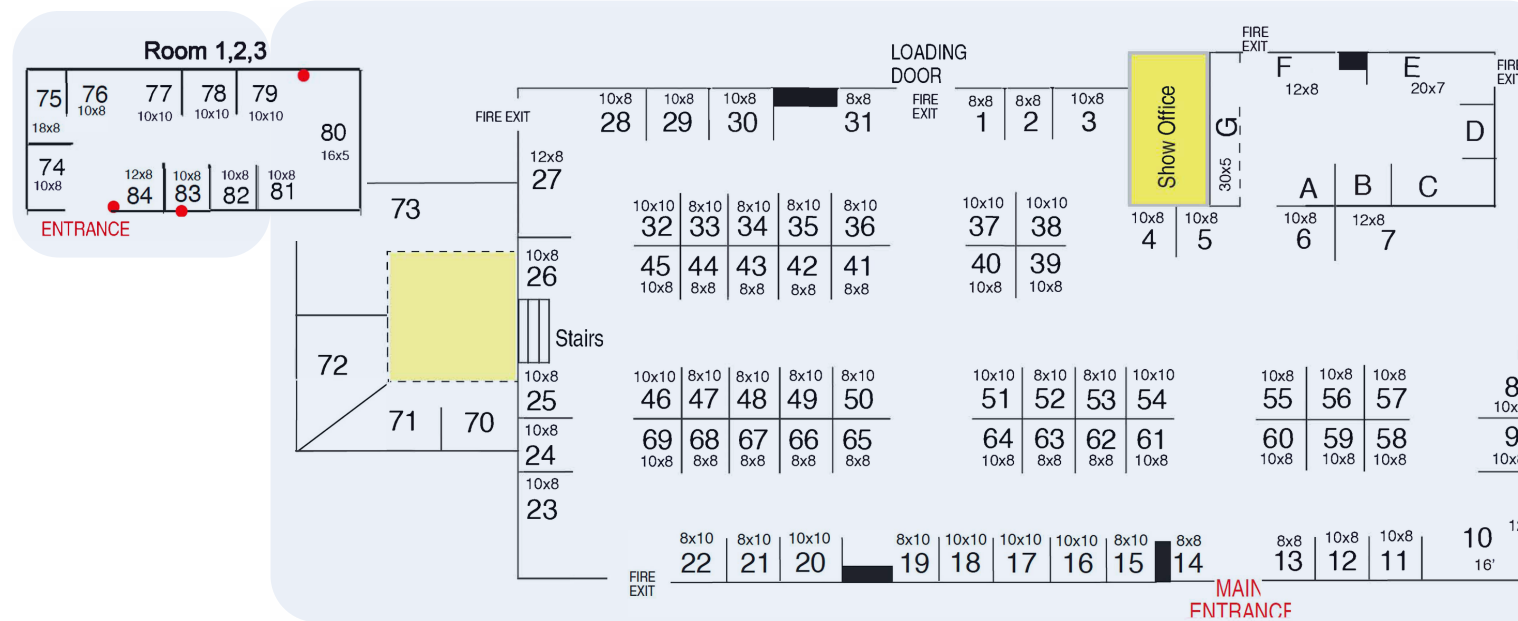 Room 1,2,3
75
18x8
76
10x8
77
10x10
78
10x10
79
10x10
80
16x5
74
10x8
12x8
84
10x8
83
10x8
82
10x8
81
ENTRANCE
73
72
71
70
FIRE EXIT
12x8
27
10x8
26
Stairs
10x8
25
10x8
24
10x8
23
10x8
28
10x8
29
10x8
30
8x8
31
LOADING
DOOR
FIRE
EXIT
8x8
1
8x8
2
10x8
3
Show Office
G
30x5
FIRE
EXIT
F
12x8
E
20x7
FIRE
EXIT
D
A
B
C
10x8
4
10x8
5
10x8
6
12x8
7
10x10
32
8x10
33
8x10
34
8x10
35
8x10
36
45
10x8
44
8x8
43
8x8
42
8x8
41
8x8
10x10
37
10x10
38
40
10x8
39
10x8
10x10
46
8x10
47
8x10
48
8x10
49
8x10
50
69
10x8
68
8x8
67
8x8
66
8x8
65
8x8
10x10
51
8x10
52
8x10
53
10x10
54
64
10x8
63
8x8
62
8x8
61
10x8
10x8
55
10x8
56
10x8
57
60
10x8
59
10x8
58
10x8
8
10x
9
10x
FIRE
EXIT
8x10
22
8x10
21
10x10
20
8x10
19
10x10
18
10x10
17
10x10
16
8x10
15
8x8
14
MAIN
ENTRANCE
8x8
13
10x8
12
10x8
11
10
16'